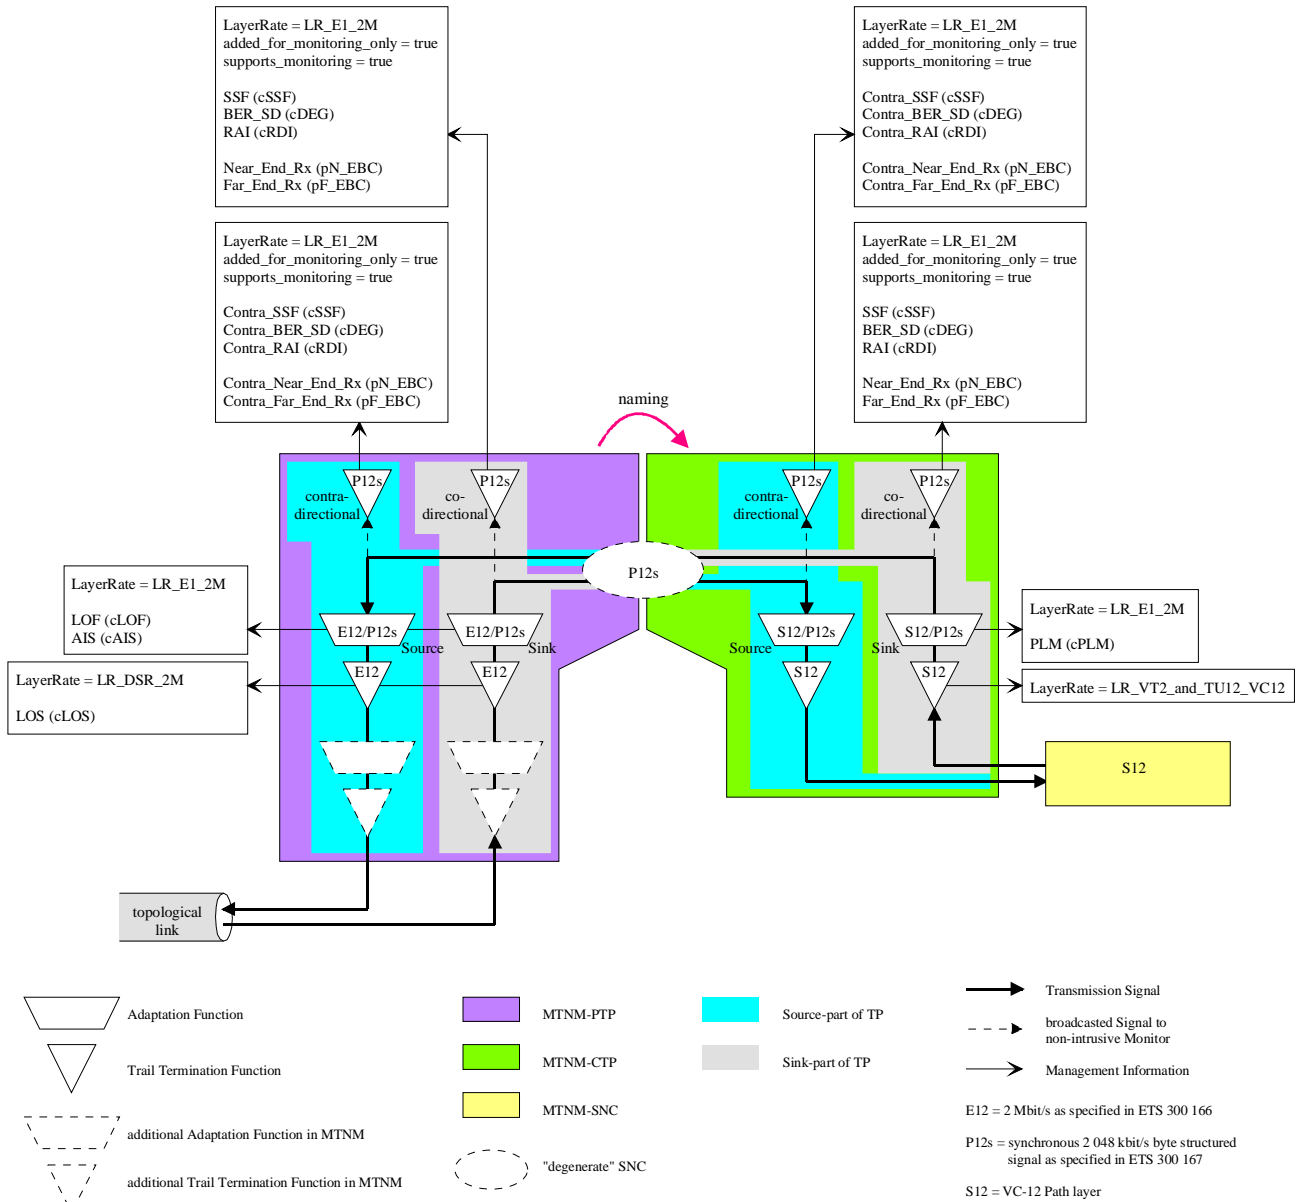 LayerRate = LR_E1_2M
added_for_monitoring_only = true
supports_monitoring = true
SSF (cSSF)
BER_SD (cDEG)
RAI (cRDI)
Near_End_Rx (pN_EBC)
Far_End_Rx (pF_EBC)
LayerRate = LR_E1_2M
added_for_monitoring_only = true
supports_monitoring = true
Contra_SSF (cSSF)
Contra_BER_SD (cDEG)
Contra_RAI (cRDI)
Contra_Near_End_Rx (pN_EBC)
Contra_Far_End_Rx (pF_EBC)
LayerRate = LR_E1_2M
added_for_monitoring_only = true
supports_monitoring = true
Contra_SSF (cSSF)
Contra_BER_SD (cDEG)
Contra_RAI (cRDI)
Contra_Near_End_Rx (pN_EBC)
Contra_Far_End_Rx (pF_EBC)
LayerRate = LR_E1_2M
added_for_monitoring_only = true
supports_monitoring = true
SSF (cSSF)
BER_SD (cDEG)
RAI (cRDI)
Near_End_Rx (pN_EBC)
Far_End_Rx (pF_EBC)
naming
P12s
contra-
directional
P12s
co-
directional
P12s
contra-
directional
P12s
co-
directional
P12s
LayerRate = LR_E1_2M
LOF (cLOF)
AIS (cAIS)
E12/P12s
Source
E12/P12s
Sink
S12/P12s
Source
S12/P12s
Sink
LayerRate = LR_E1_2M
PLM (cPLM)
LayerRate = LR_DSR_2M
LOS (cLOS)
E12
E12
S12
S12
LayerRate = LR_VT2_and_TU12_VC12
S12
topological
link
Adaptation Function
Trail Termination Function
additional Adaptation Function in MTNM
additional Trail Termination Function in MTNM
MTNM-PTP
MTNM-CTP
MTNM-SNC
"degenerate" SNC
Source-part of TP
Sink-part of TP
Transmission Signal
broadcasted Signal to
non-intrusive Monitor
Management Information
E12 = 2 Mbit/s as specified in ETS 300 166
P12s = synchronous 2 048 kbit/s byte structured
signal as specified in ETS 300 167
S12 = VC-12 Path layer